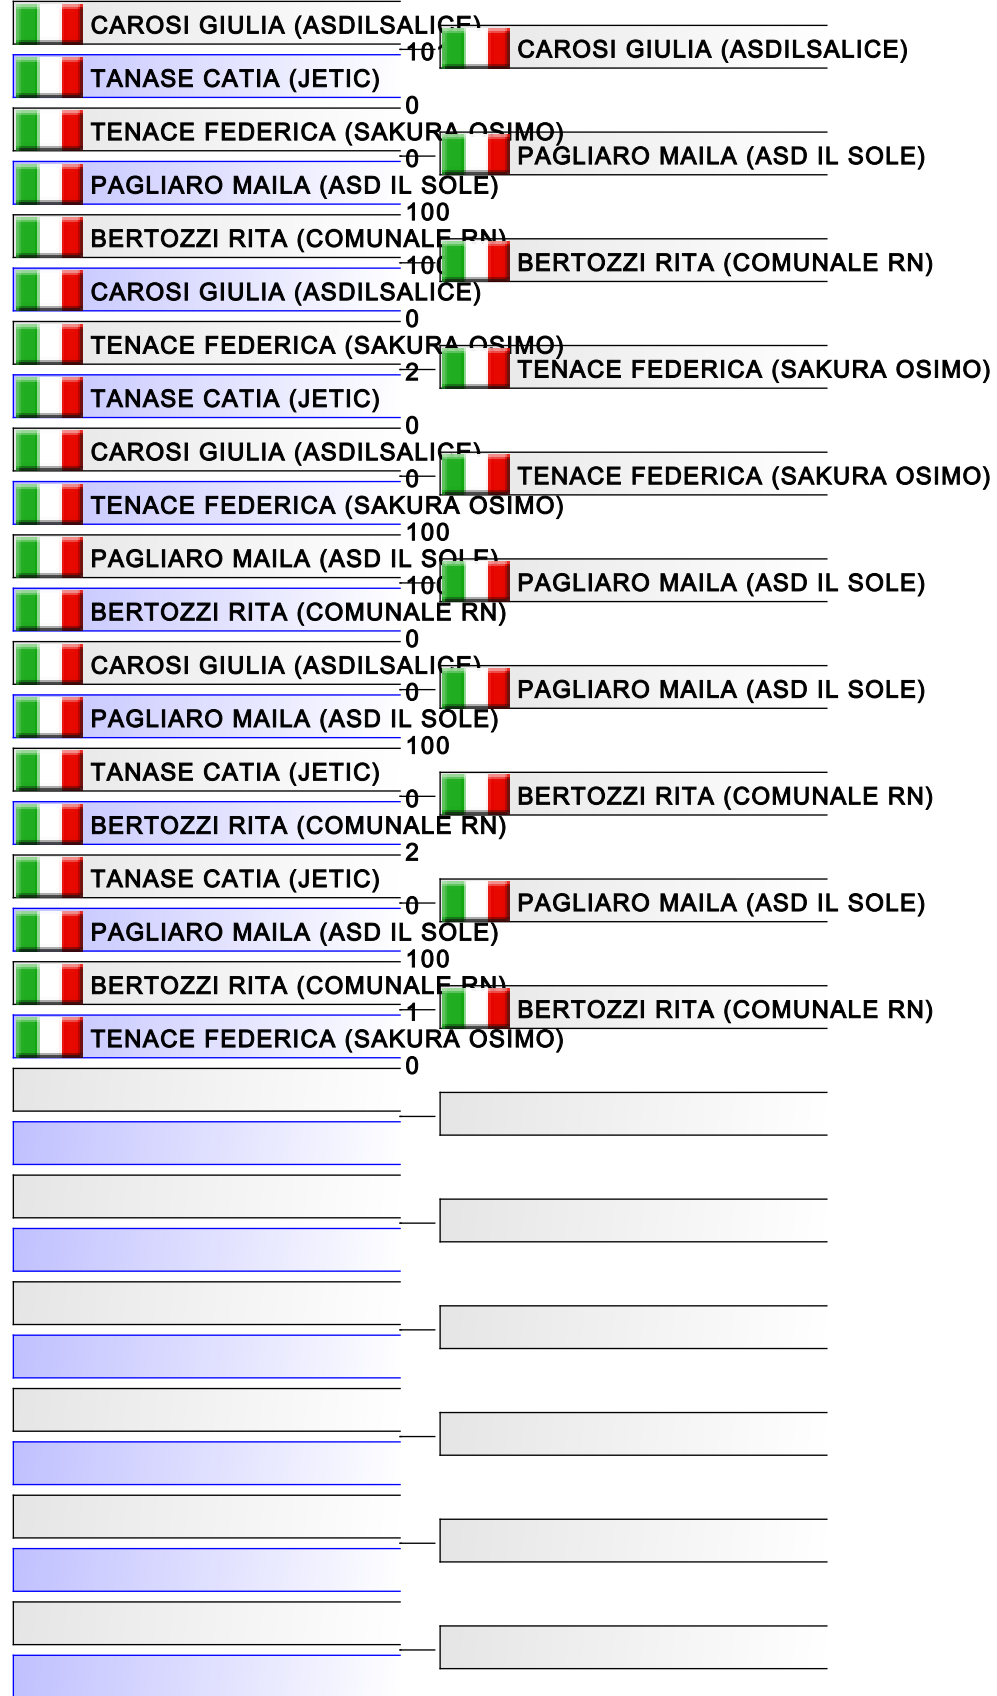 CAROSI GIULIA (ASDILSALICE)
CAROSI GIULIA (ASDILSALICE)
TANASE CATIA (JETIC)
0
TENACE FEDERICA (SAKURA OSIMO)
0
PAGLIARO MAILA (ASD IL SOLE)
PAGLIARO MAILA (ASD IL SOLE)
100
BERTOZZI RITA (COMUNALE RN)
100
BERTOZZI RITA (COMUNALE RN)
CAROSI GIULIA (ASDILSALICE)
0
TENACE FEDERICA (SAKURA OSIMO)
2
TENACE FEDERICA (SAKURA OSIMO)
TANASE CATIA (JETIC)
0
CAROSI GIULIA (ASDILSALICE)
0
TENACE FEDERICA (SAKURA OSIMO)
TENACE FEDERICA (SAKURA OSIMO)
100
PAGLIARO MAILA (ASD IL SOLE)
100
PAGLIARO MAILA (ASD IL SOLE)
BERTOZZI RITA (COMUNALE RN)
0
CAROSI GIULIA (ASDILSALICE)
0
PAGLIARO MAILA (ASD IL SOLE)
PAGLIARO MAILA (ASD IL SOLE)
100
TANASE CATIA (JETIC)
0
BERTOZZI RITA (COMUNALE RN)
BERTOZZI RITA (COMUNALE RN)
2
TANASE CATIA (JETIC)
0
PAGLIARO MAILA (ASD IL SOLE)
PAGLIARO MAILA (ASD IL SOLE)
100
BERTOZZI RITA (COMUNALE RN)
1
BERTOZZI RITA (COMUNALE RN)
TENACE FEDERICA (SAKURA OSIMO)
0